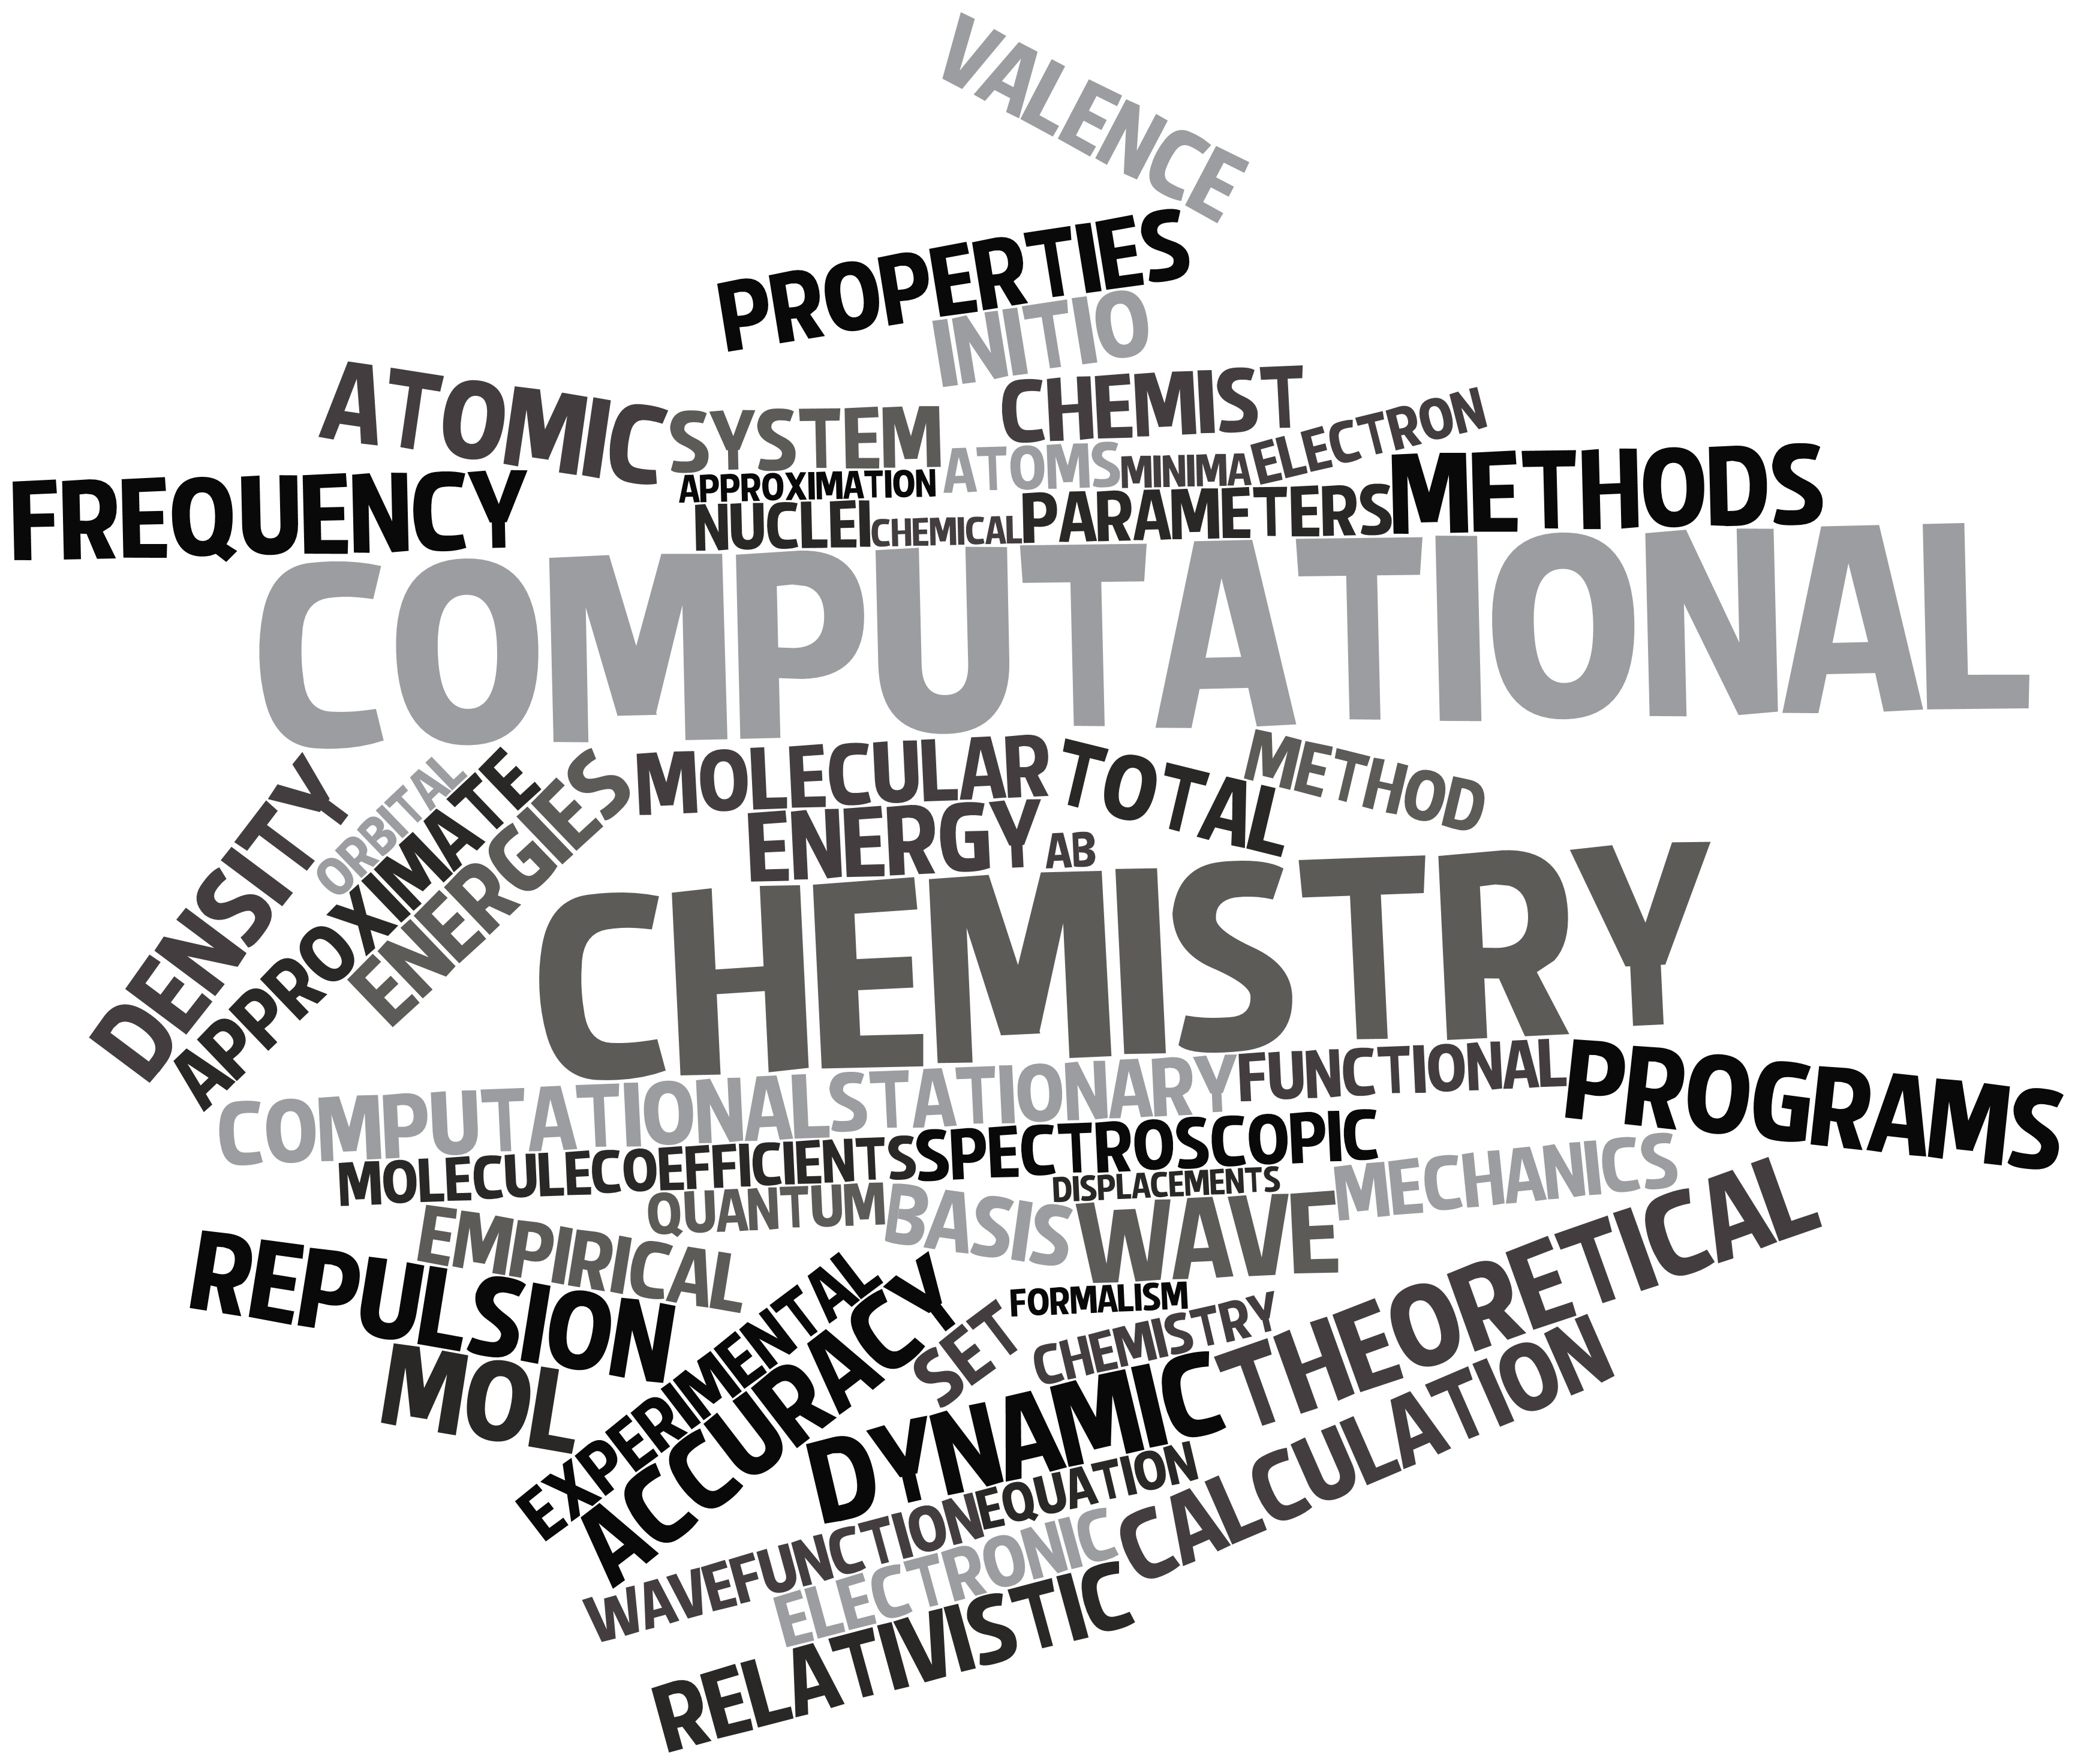 VALENCE
PROPERTIES
INITIO
ATOMIC SYSTEM CHEMIST
ATOMS MINIMA ELECTRON
FREQUENCY APPROXIMATION METHODS
NUCLEI CHEMICAL PARAMETERS
COMPUTATIONAL
MOLECULAR TOTAL METHOD
ENERGY AB
DENSITY
ORBITAL
APPROXIMATE
ENERGIES
CHEMISTRY
COMPUTATIONAL STATIONARY FUNCTIONAL PROGRAMS
MOLECULE COEFFICIENTS SPECTROSCOPIC
DISPLACEMENTS MECHANICS
QUANTUM BASIS WAVE
EMPIRICAL
REPULSION
MOL
EXPERIMENTAL
ACCURACY
SET
FORMALISM
CHEMISTRY
DYNAMIC THEORETICAL
WAVEFUNCTION EQUATION
ELECTRONIC CALCULATION
RELATIVISTIC